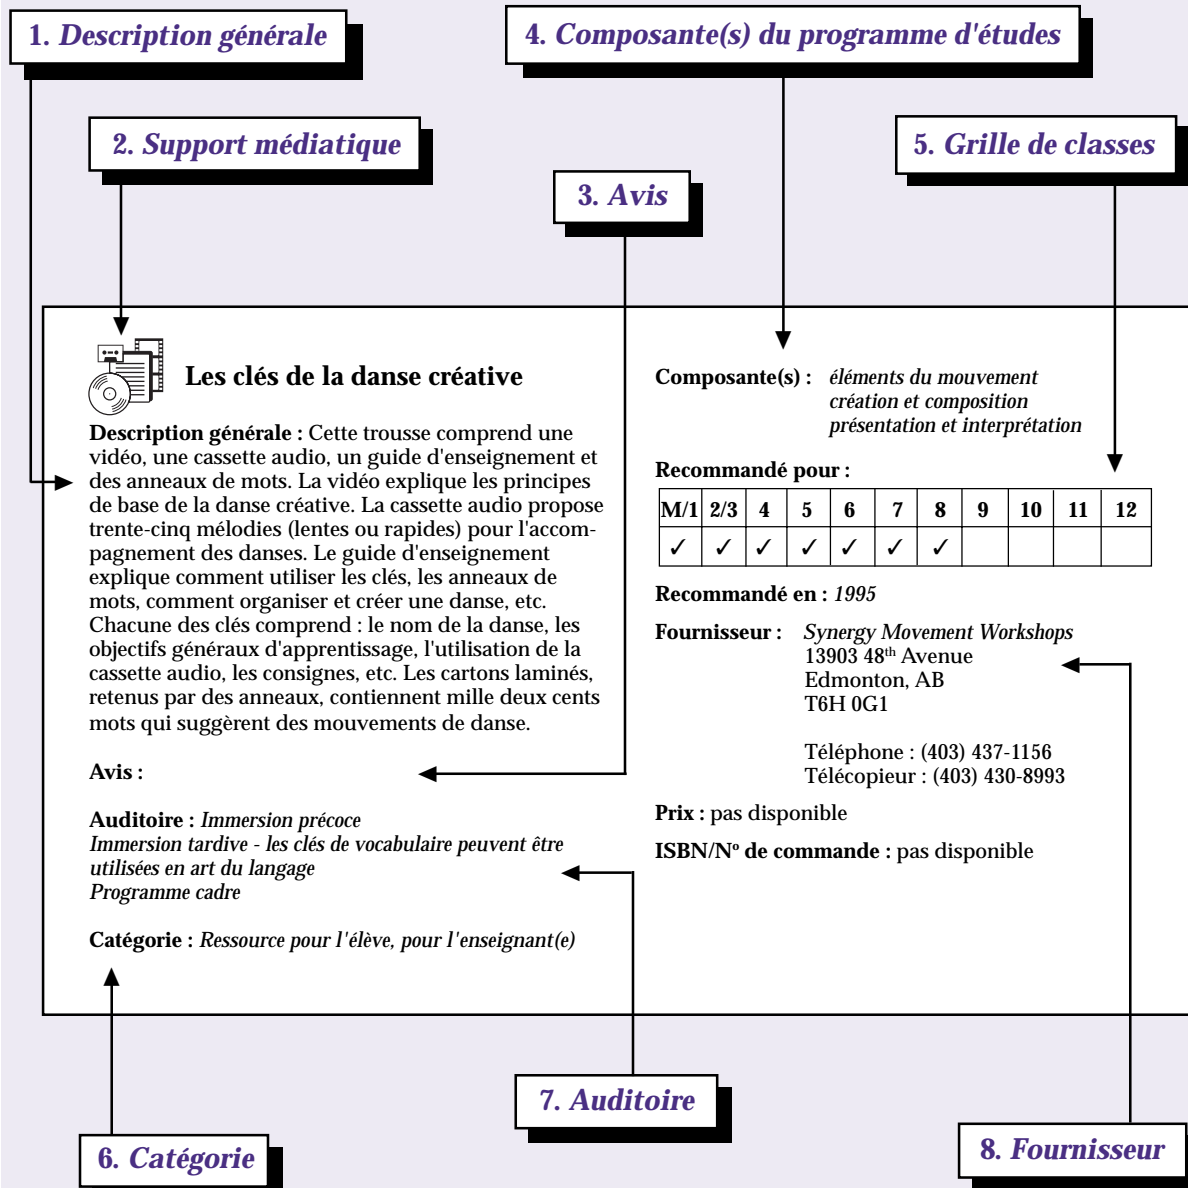 1. Description générale
4. Composante(s) du programme d'études
2. Support médiatique
5. Grille de classes
3. Avis
Les clés de la danse créative
Description générale : Cette trousse comprend une
vidéo, une cassette audio, un guide d'enseignement et
des anneaux de mots. La vidéo explique les principes
de base de la danse créative. La cassette audio propose
trente-cinq mélodies (lentes ou rapides) pour l'accom-
pagnement des danses. Le guide d'enseignement
explique comment utiliser les clés, les anneaux de
mots, comment organiser et créer une danse, etc.
Chacune des clés comprend : le nom de la danse, les
objectifs généraux d'apprentissage, l'utilisation de la
cassette audio, les consignes, etc. Les cartons laminés,
retenus par des anneaux, contiennent mille deux cents
mots qui suggèrent des mouvements de danse.
Avis :
Auditoire : Immersion précoce
Immersion tardive - les clés de vocabulaire peuvent être
utilisées en art du langage
Programme cadre
Catégorie : Ressource pour l'élève, pour l'enseignant(e)
Composante(s) : éléments du mouvement
création et composition
présentation et interprétation
Recommandé pour :
M/1 2/3 4 5 6 7 8 9 10 11 12
✓ ✓ ✓ ✓ ✓ ✓ ✓
Recommandé en : 1995
Fournisseur : Synergy Movement Workshops
13903 48th Avenue
Edmonton, AB
T6H 0G1
Téléphone : (403) 437-1156
Télécopieur : (403) 430-8993
Prix : pas disponible
ISBN/Nº de commande : pas disponible
7. Auditoire
6. Catégorie
8. Fournisseur